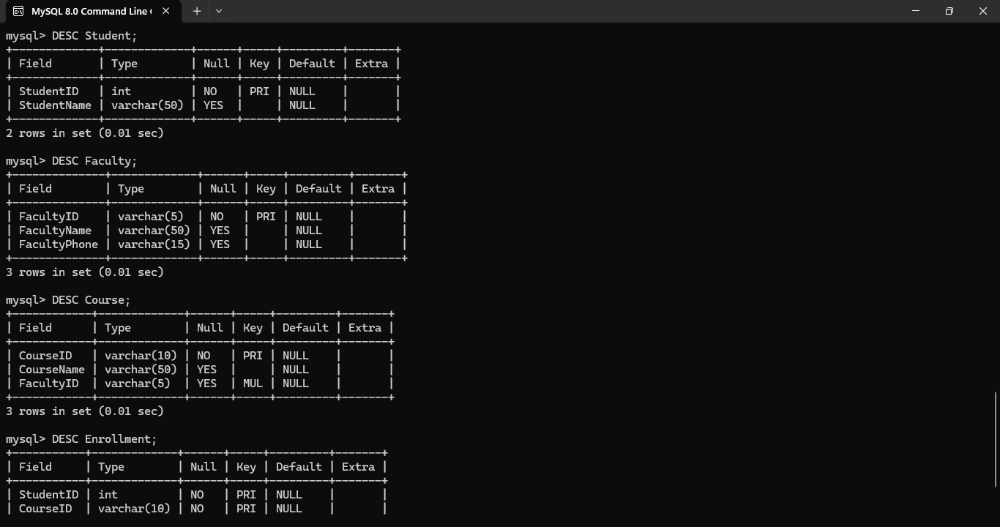 MySQL 8.0 Command Line (
mysql> DESC Student;
+-------------+-------------+------+-----+---------+-------+
| Field       | Type        | Null | Key | Default | Extra |
+-------------+-------------+------+-----+---------+-------+
| StudentID   | int         | NO   | PRI | NULL    |       |
| StudentName | varchar(50) | YES  |     | NULL    |       |
+-------------+-------------+------+-----+---------+-------+
2 rows in set (0.01 sec)
mysql> DESC Faculty;
+--------------+-------------+------+-----+---------+-------+
| Field        | Type        | Null | Key | Default | Extra |
+--------------+-------------+------+-----+---------+-------+
| FacultyID    | varchar(5)  | NO   | PRI | NULL    |       |
| FacultyName  | varchar(50) | YES  |     | NULL    |       |
| FacultyPhone | varchar(15) | YES  |     | NULL    |       |
+--------------+-------------+------+-----+---------+-------+
3 rows in set (0.01 sec)
mysql> DESC Course;
+------------+-------------+------+-----+---------+-------+
| Field      | Type        | Null | Key | Default | Extra |
+------------+-------------+------+-----+---------+-------+
| CourseID   | varchar(10) | NO   | PRI | NULL    |       |
| CourseName | varchar(50) | YES  |     | NULL    |       |
| FacultyID  | varchar(5)  | YES  | MUL | NULL    |       |
+------------+-------------+------+-----+---------+-------+
3 rows in set (0.01 sec)
mysql> DESC Enrollment;
+-----------+-------------+------+-----+---------+-------+
| Field     | Type        | Null | Key | Default | Extra |
+-----------+-------------+------+-----+---------+-------+
| StudentID | int         | NO   | PRI | NULL    |       |
| CourseID  | varchar(10) | NO   | PRI | NULL    |       |